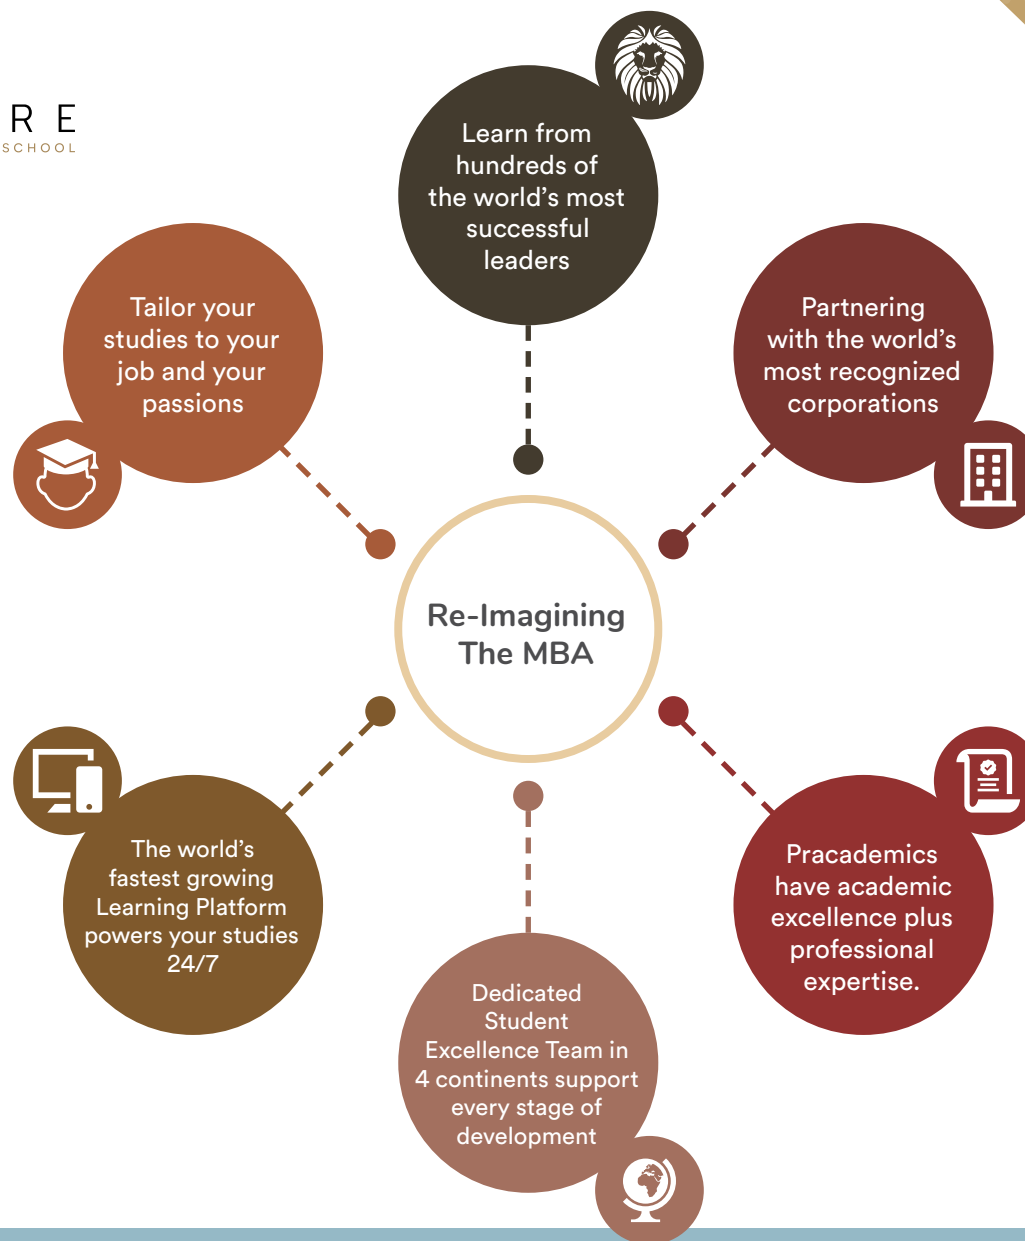 R E
SCHOOL
Learn from
hundreds of
the world's most
successful
leaders
Tailor your
studies to your
job and your
passions
Partnering
with the world's
most recognized
corporations
Re-Imagining
The MBA
The world's
fastest growing
Learning Platform
powers your studies
24/7
Pracademics
have academic
excellence plus
professional
expertise.
Dedicated
Student
Excellence Team in
4 continents support
every stage of
development